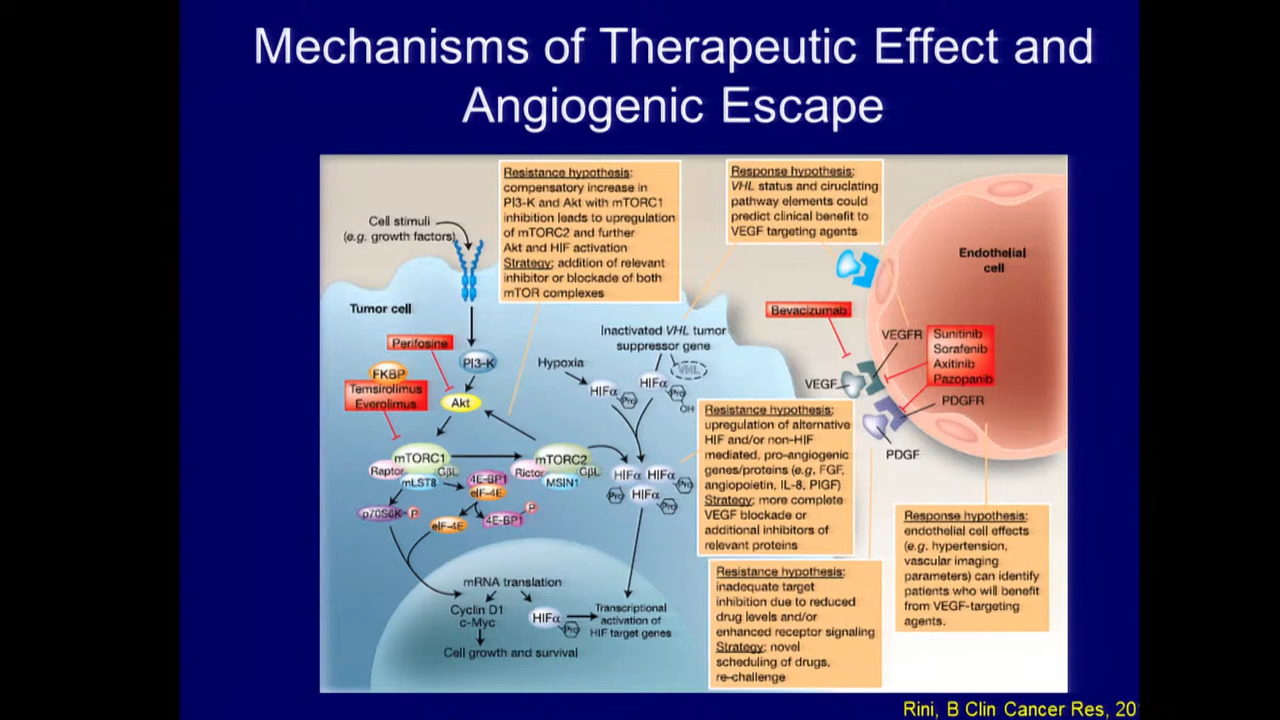 Mechanisms of Therapeutic Effect and
Angiogenic Escape
Resistance hypothesis:
compensatory increase in
PI3-K and Akt with mTORC1
inhibition leads to upregulation
of mTORC2 and further
Akt and HIF activation
Strategy: addition of relevant
inhibitor or blockade of both
mTOR complexes
Response hypothesis:
VHL status and ciruclating
pathway elements could
predict clinical benefit to
VEGF targeting agents
Cell stimuli
(e.g. growth factors)
Endothelial
cell
Tumor cell
Bevacizumab
Inactivated VHL tumor
suppressor gene
VEGFR
Sunitinib
Sorafenib
Axitinib
Pazopanib
Perifosine
PI3-K
Hypoxia
VHL
FKBP
Temsirolimus
Everolimus
HIFα
Pro
HIFα
Pro
OH
VEGF
Akt
PDGFR
PDGF
Resistance hypothesis:
upregulation of alternative
HIF and/or non-HIF
mediated, pro-angiogenic
genes/proteins (e.g, FGF,
angiopoietin, IL-8, PlGF)
Strategy: more complete
VEGF blockade or
additional inhibitors of
relevant proteins
mTORC1
Raptor
GβL
mLST8
4E-BP1
eIF-4E
mTORC2
Rictor
GβL
MSIN1
HIFα
HIFα
Pro
HIFα
Pro
Pro
p70S6K
P
eIF-4E
4E-BP1
P
Response hypothesis:
endothelial cell effects
(e.g. hypertension,
vascular imaging
parameters) can identify
patients who will benefit
from VEGF-targeting
agents.
Resistance hypothesis:
inadequate target
inhibition due to reduced
drug levels and/or
enhanced receptor signaling
Strategy: novel
scheduling of drugs,
re-challenge
mRNA translation
Cyclin D1
c-Myc
HIFα
Pro
Transcriptional
activation of
HIF target genes
Cell growth and survival
Rini, B Clin Cancer Res, 20